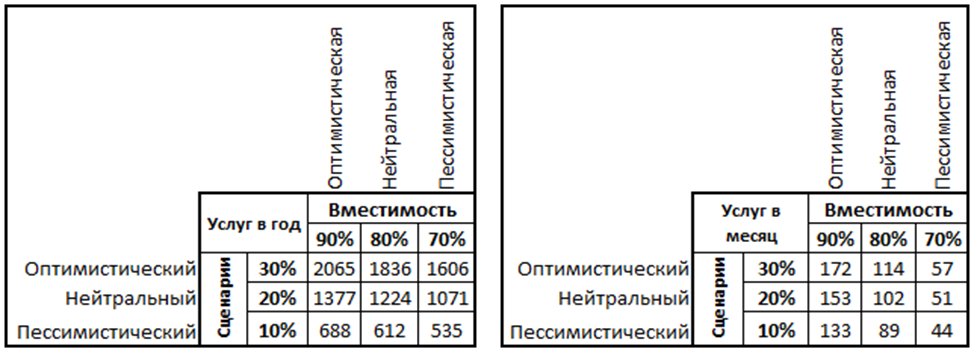 Оптимистическая
Нейтральная
Пессимистическая
Услуг в год
Вместимость
90% 80% 70%
Сценарии
Оптимистический 30% 2065 1836 1606
Нейтральный 20% 1377 1224 1071
Пессимистический 10% 688 612 535
Оптимистическая
Нейтральная
Пессимистическая
Услуг в
месяц
Вместимость
90% 80% 70%
Сценарии
Оптимистический 30% 172 114 57
Нейтральный 20% 153 102 51
Пессимистический 10% 133 89 44